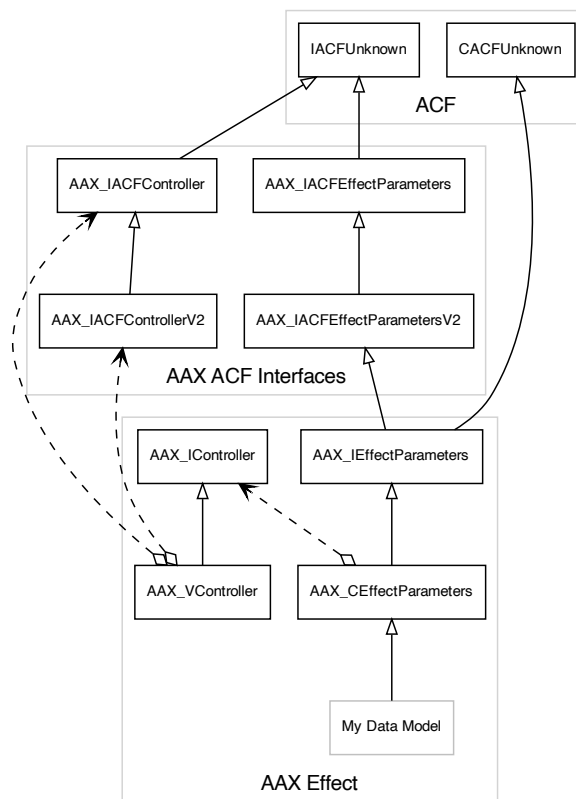 IACFUnknown
CACFUnknown
ACF
AAX_IACFController
AAX_IACFEffectParameters
AAX_IACFControllerV2
AAX_IACFEffectParametersV2
AAX ACF Interfaces
AAX_IController
AAX_IEffectParameters
AAX_VController
AAX_CEffectParameters
My Data Model
AAX Effect